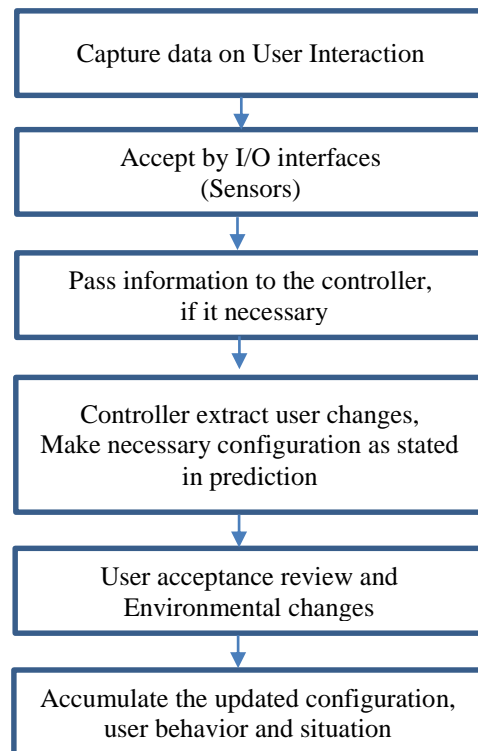 Capture data on User Interaction
Accept by I/O interfaces
(Sensors)
Pass information to the controller,
if it necessary
Controller extract user changes,
Make necessary configuration as stated
in prediction
User acceptance review and
Environmental changes
Accumulate the updated configuration,
user behavior and situation